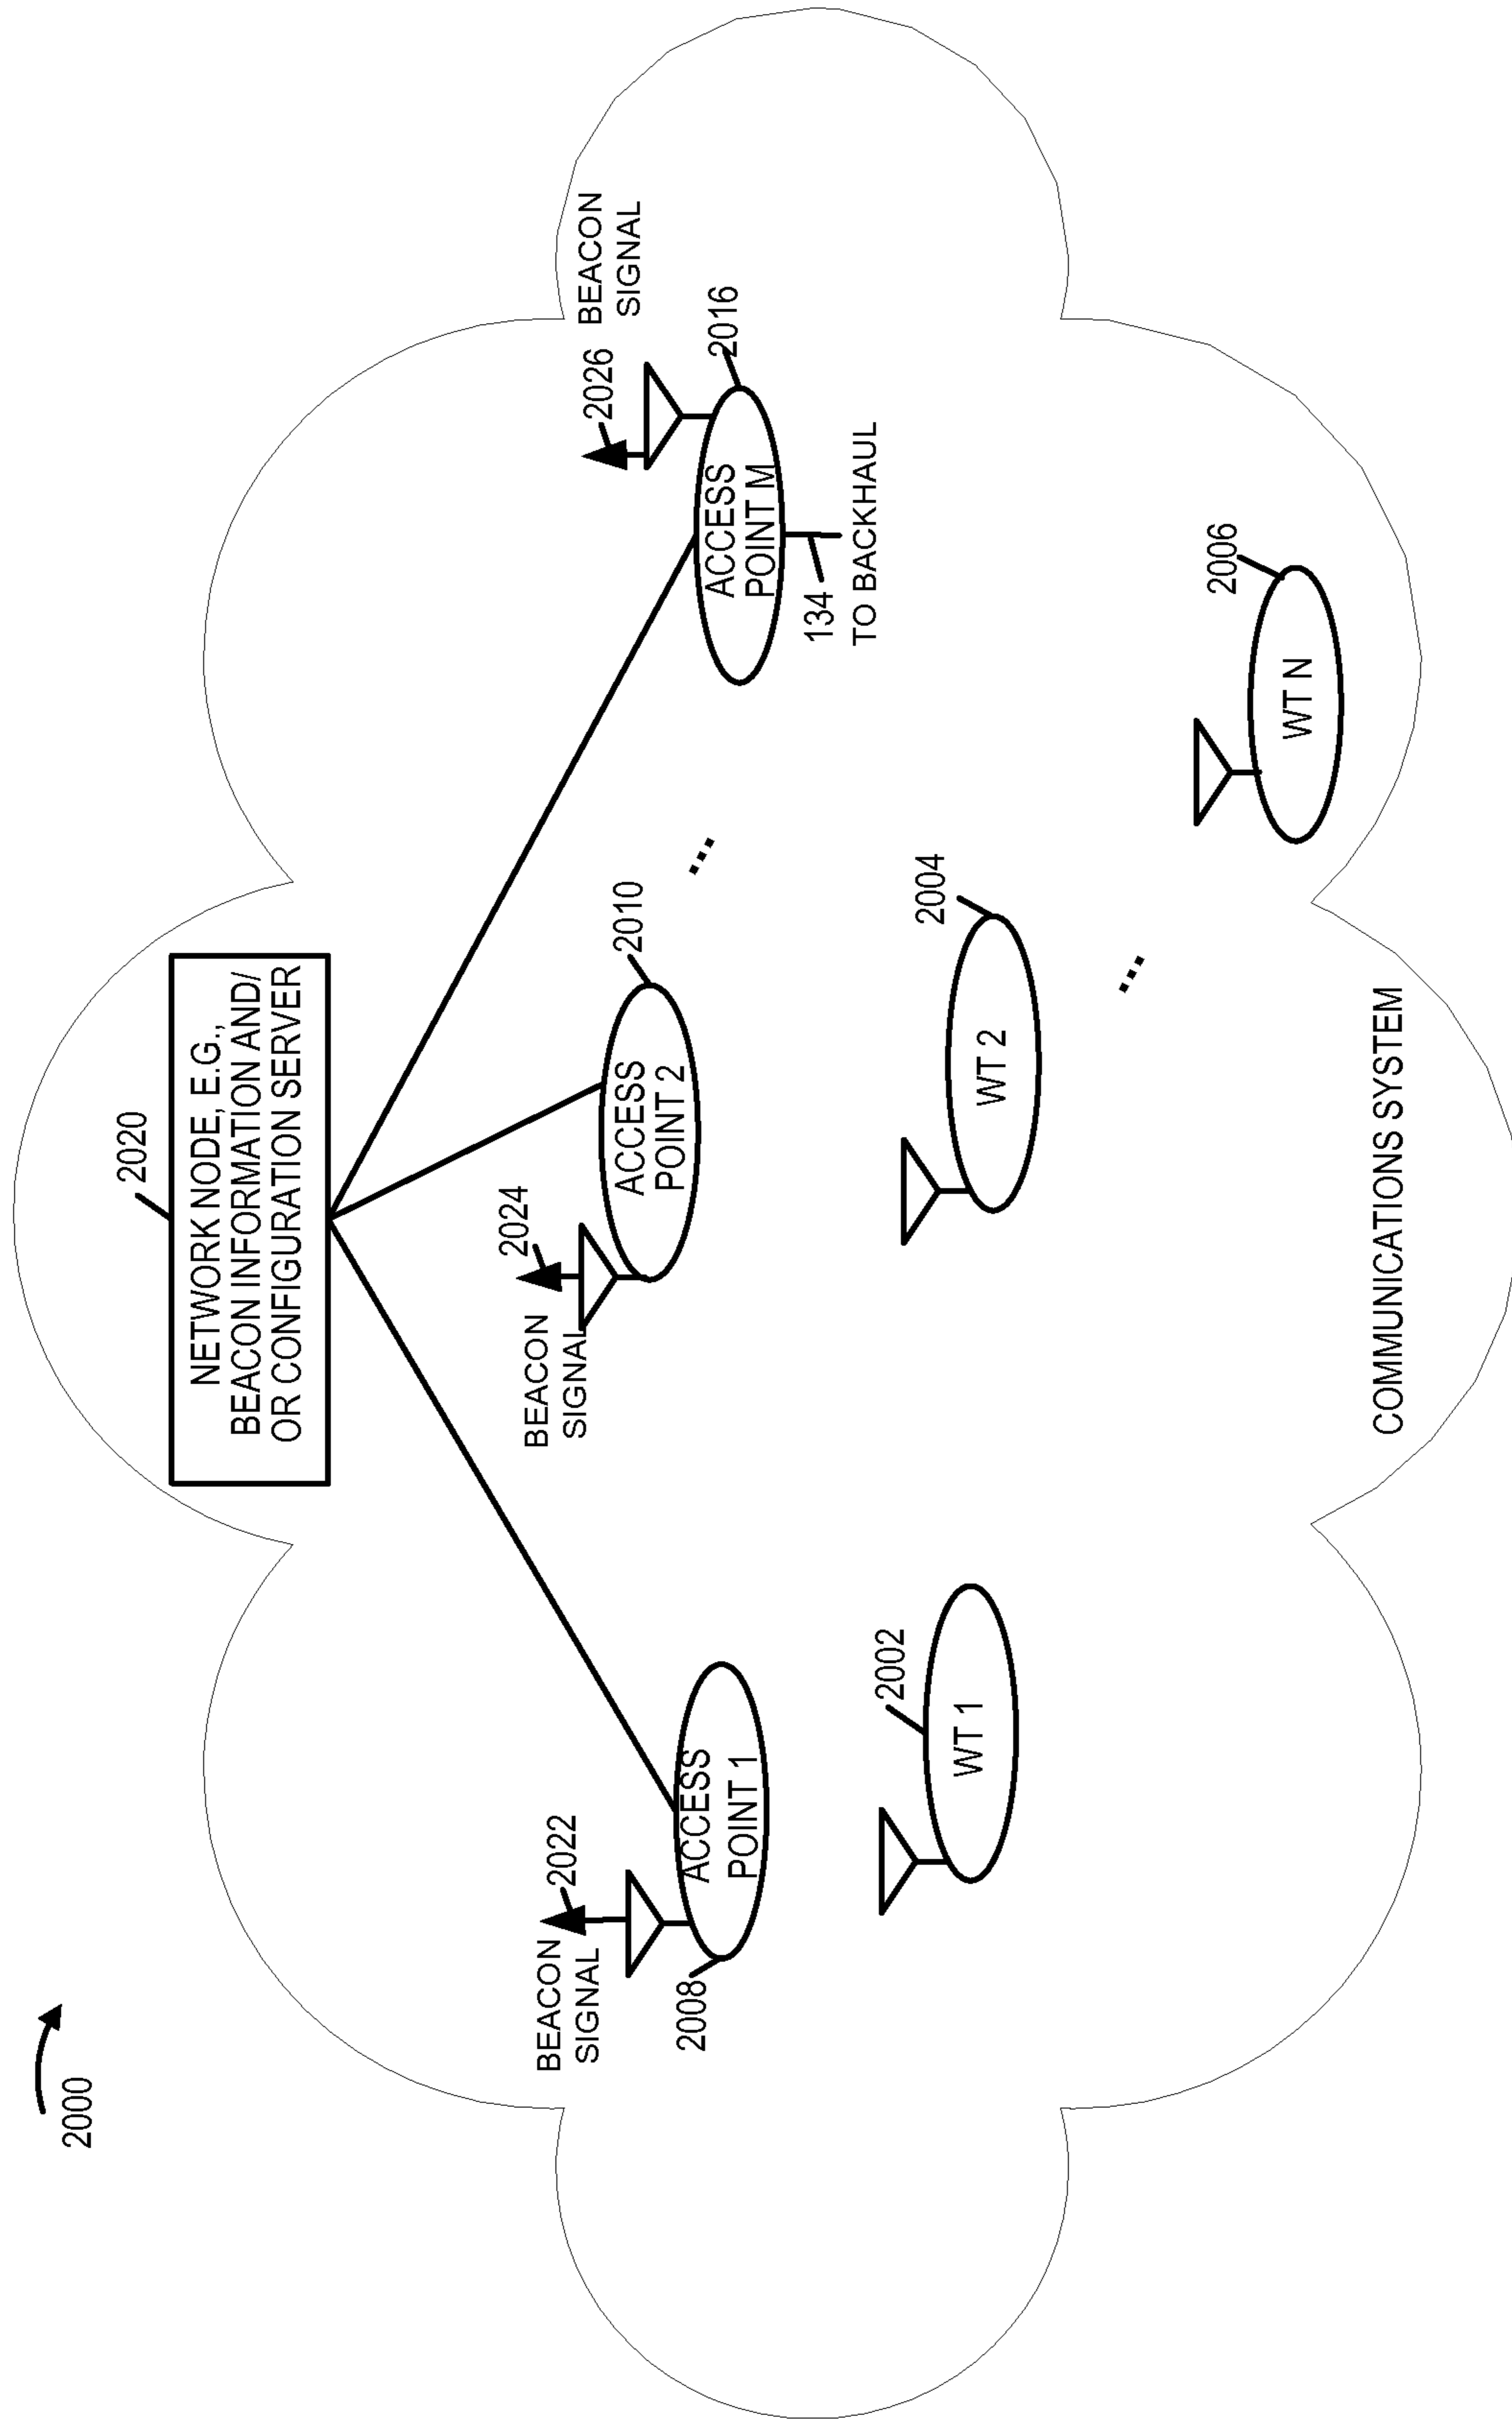 2000
2020
NETWORK NODE, E.G.,
BEACON INFORMATION AND/
OR CONFIGURATION SERVER
BEACON
SIGNAL
2022
2008
ACCESS
POINT 1
BEACON
SIGNAL
2024
2010
ACCESS
POINT 2
2026
BEACON
SIGNAL
2016
ACCESS
POINT M
134
TO BACKHAUL
2002
WT 1
2004
WT 2
2006
WT N
COMMUNICATIONS SYSTEM